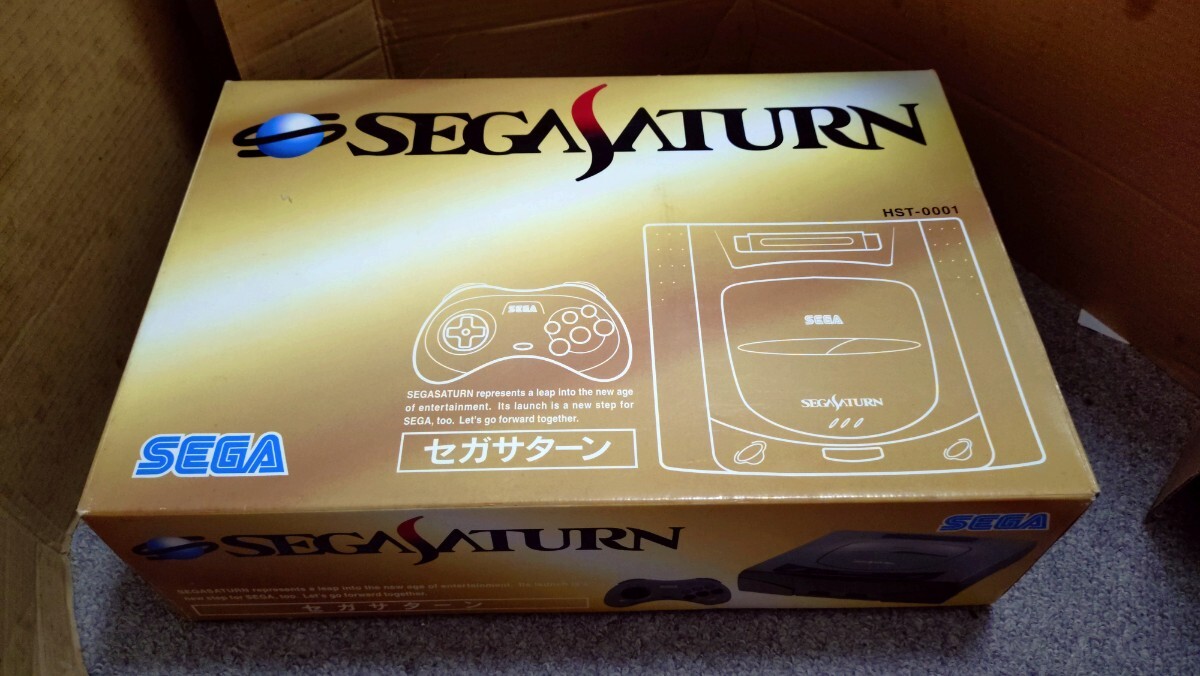 SEGASATURN
HST-0001
SEGA
SEGA
SEGASATURN
SEGASATURN represents a leap into the new age
of entertainment. Its launch is a new step for
SEGA, too. Let's go forward together.
セガサターン
SEGA
SEGASATURN
SEGA
SEGASATURN represents a leap into the new age of entertainment. Its launch is a
new step for SEGA, too. Let's go forward together.
セガサターン